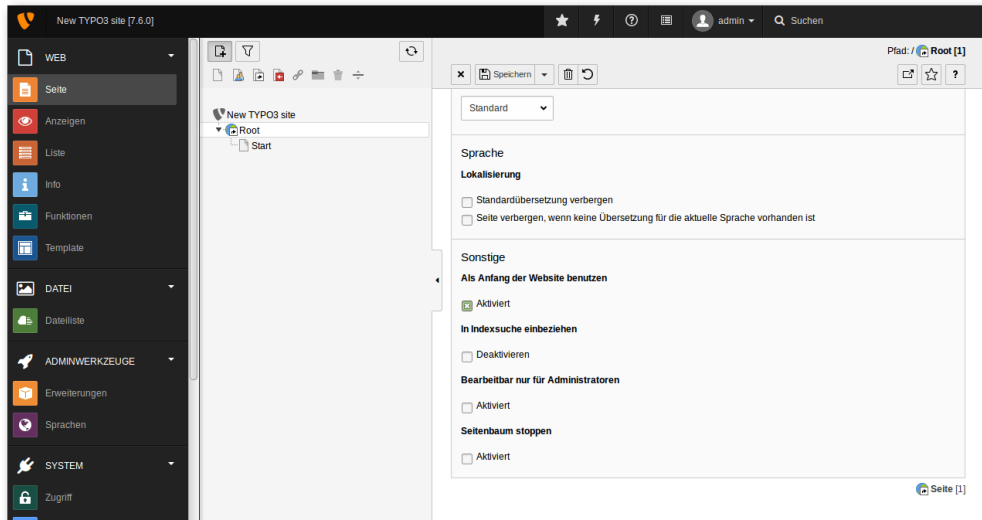 New TYPO3 site [7.6.0]
admin
Suchen
WEB
Seite
Anzeigen
Liste
Info
Funktionen
Template
DATEI
Dateiliste
ADMINWERKZEUGE
Erweiterungen
Sprachen
SYSTEM
Zugriff
New TYPO3 site
Root
Start
Pfad: / Root [1]
Speichern
Standard
Sprache
Lokalisierung
Standardübersetzung verbergen
Seite verbergen, wenn keine Übersetzung für die aktuelle Sprache vorhanden ist
Sonstige
Als Anfang der Website benutzen
Aktiviert
In Indexsuche einbeziehen
Deaktivieren
Bearbeitbar nur für Administratoren
Aktiviert
Seitenbaum stoppen
Aktiviert
Seite [1]